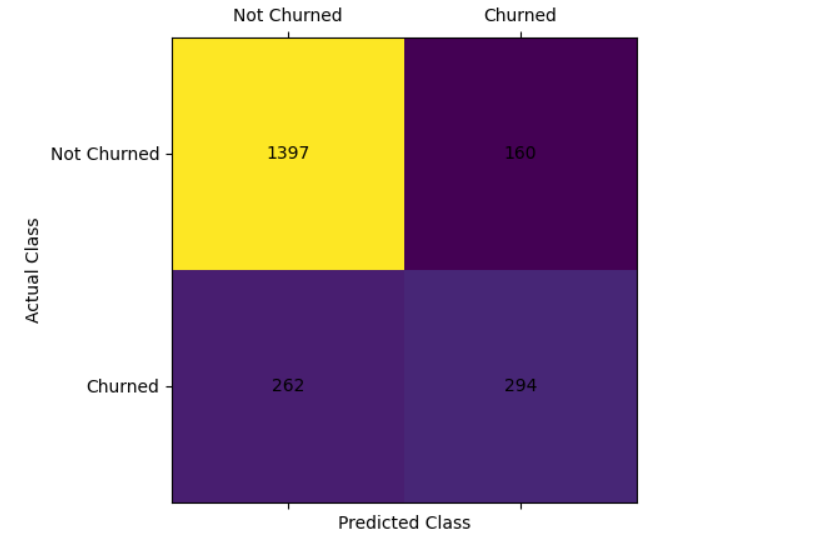 Not Churned
Churned
Not Churned
1397
160
Actual Class
Churned
262
294
Predicted Class